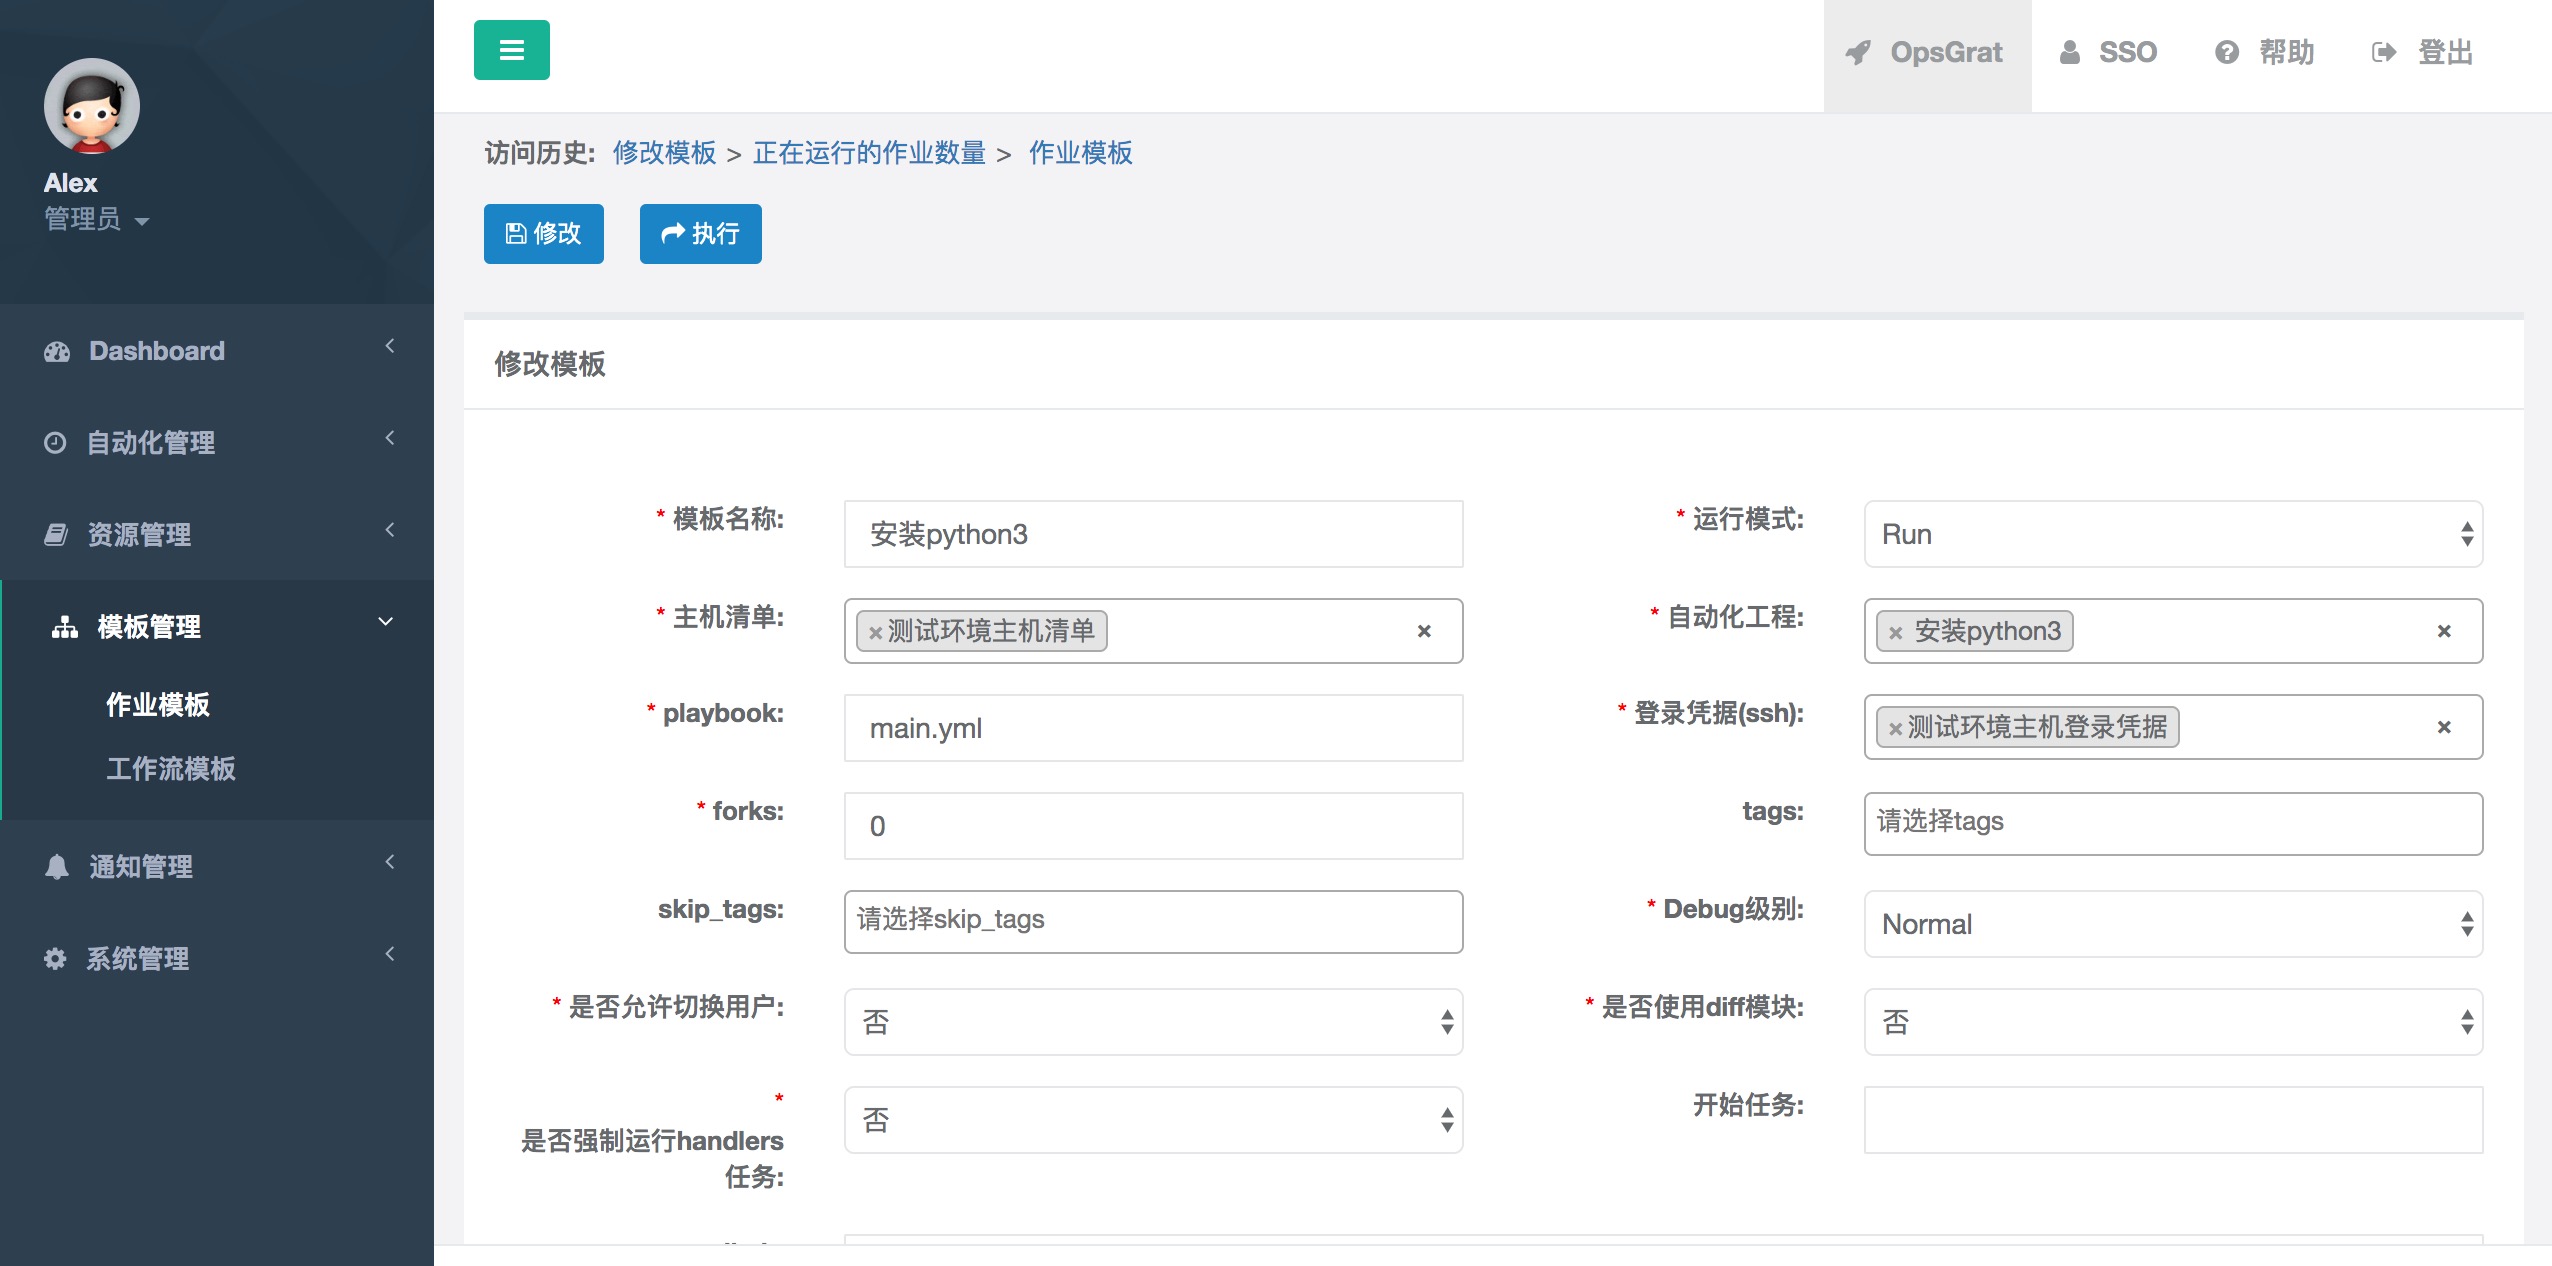 OpsGrat SSO 帮助 登出
Alex
管理员
Dashboard
自动化管理
资源管理
模板管理
作业模板
工作流模板
通知管理
系统管理
访问历史: 修改模板 > 正在运行的作业数量 > 作业模板
修改 执行
修改模板
* 模板名称: 安装python3
* 运行模式: Run
* 主机清单: ×测试环境主机清单 ×
* 自动化工程: × 安装python3 ×
* playbook: main.yml
* 登录凭据(ssh): ×测试环境主机登录凭据 ×
* forks: 0
tags: 请选择tags
skip_tags: 请选择skip_tags
* Debug级别: Normal
* 是否允许切换用户: 否
* 是否使用diff模块: 否
*
是否强制运行handlers
任务: 否
开始任务: